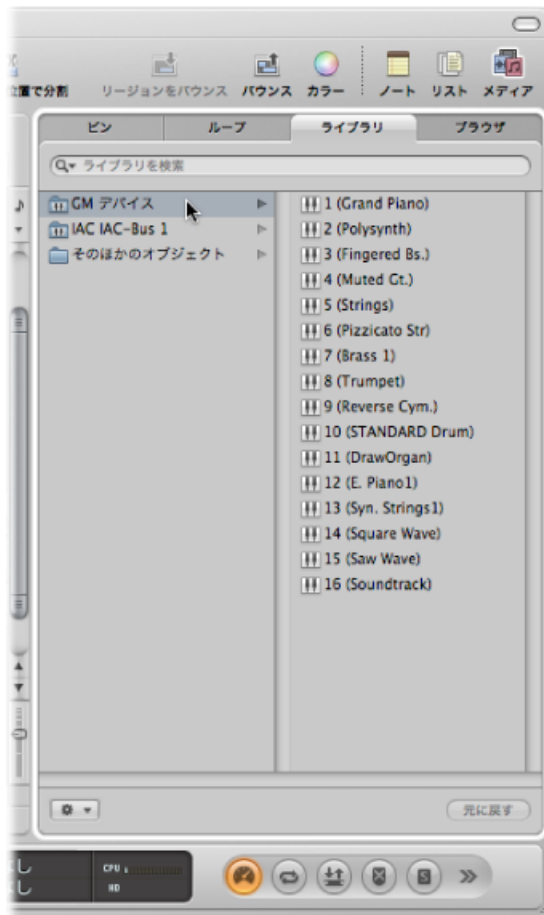 位置で分割 リージョンをバウンス バウンス カラー ノート リスト メディア
ビン ループ ライブラリ ブラウザ
ライブラリを検索
GM デバイス
IAC IAC-Bus 1
そのほかのオブジェクト
1 (Grand Piano)
2 (Polysynth)
3 (Fingered Bs.)
4 (Muted Gt.)
5 (Strings)
6 (Pizzicato Str)
7 (Brass 1)
8 (Trumpet)
9 (Reverse Cym.)
10 (STANDARD Drum)
11 (DrawOrgan)
12 (E. Piano1)
13 (Syn. Strings1)
14 (Square Wave)
15 (Saw Wave)
16 (Soundtrack)
元に戻す
し CPU
し HD
S